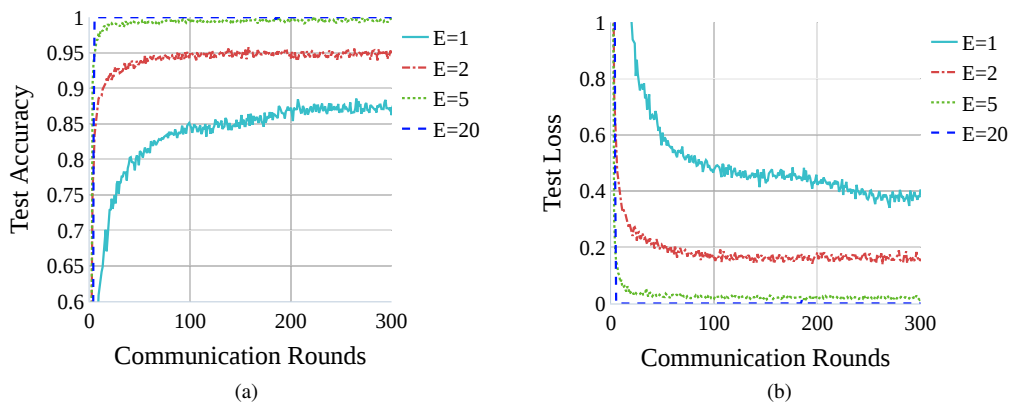 Test Accuracy
1
0.95
0.9
0.85
0.8
0.75
0.7
0.65
0.6
0 100 200 300
Communication Rounds
(a)
E=1
E=2
E=5
E=20
Test Loss
1
0.8
0.6
0.4
0.2
0
0 100 200 300
Communication Rounds
(b)
E=1
E=2
E=5
E=20